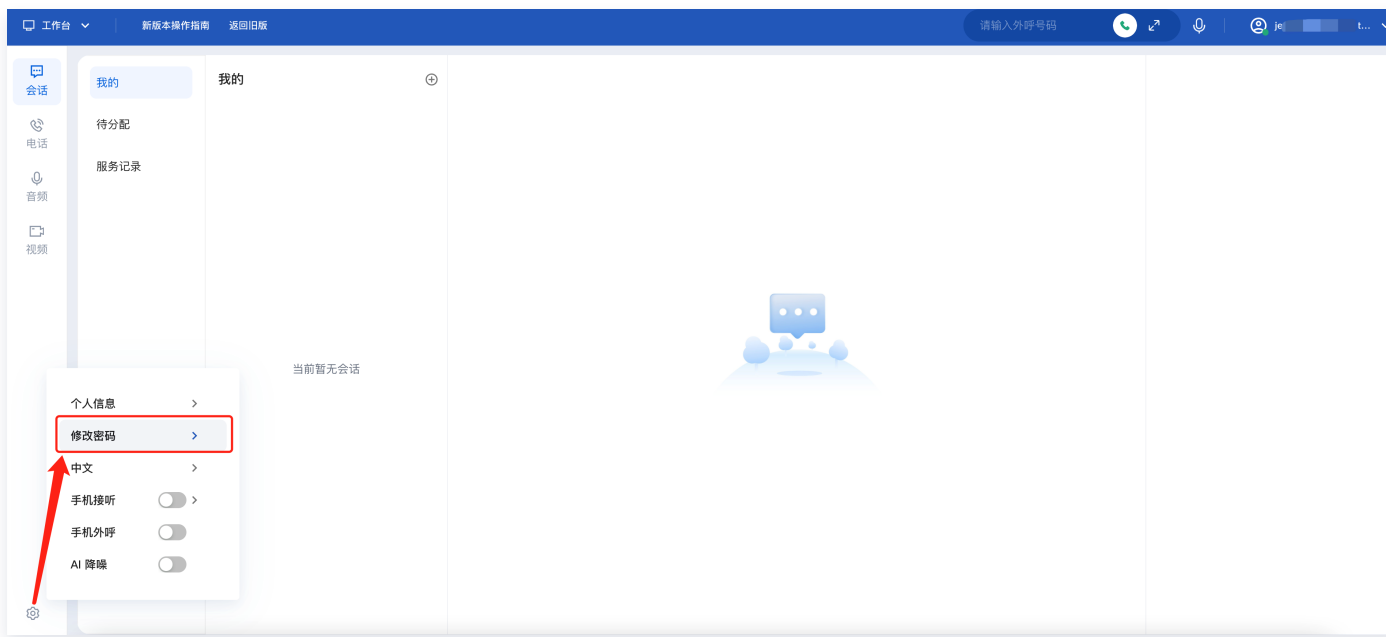 工作台
新版本操作指南
返回旧版
请输入外呼号码
会话
电话
音频
视频
我的
待分配
服务记录
我的
当前暂无会话
个人信息
修改密码
中文
手机接听
手机外呼
AI 降噪